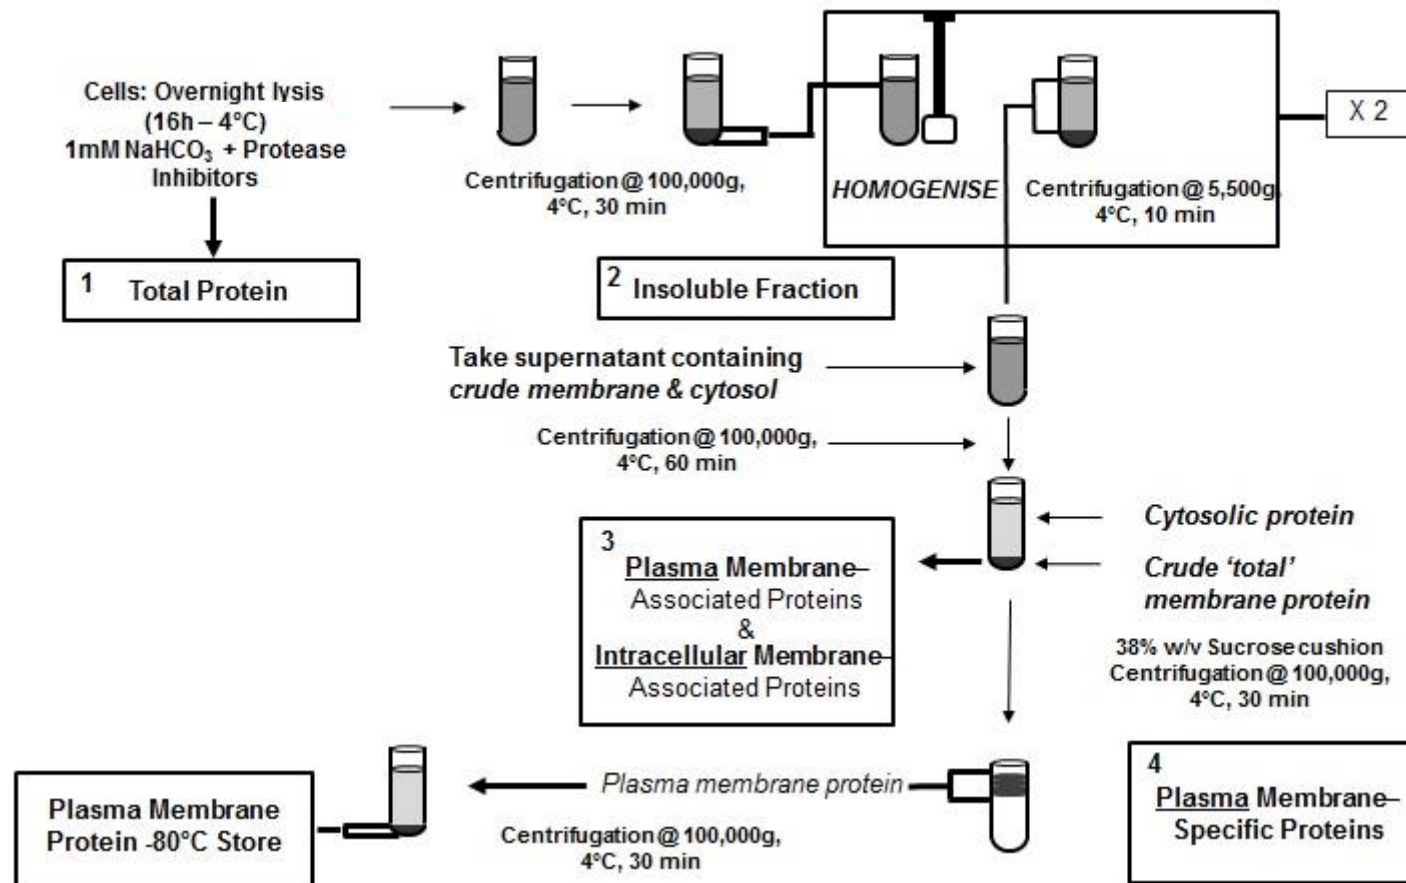 Cells: Overnight lysis
(16h – 4°C)
1mM NaHCO₃ + Protease
Inhibitors
1 Total Protein
Centrifugation @ 100,000g,
4°C, 30 min
2 Insoluble Fraction
HOMOGENISE
Centrifugation @ 5,500g,
4°C, 10 min
X 2
Take supernatant containing
crude membrane & cytosol
Centrifugation @ 100,000g,
4°C, 60 min
3
Plasma Membrane–
Associated Proteins
&
Intracellular Membrane–
Associated Proteins
Cytosolic protein
Crude ‘total’
membrane protein
38% w/v Sucrose cushion
Centrifugation @ 100,000g,
4°C, 30 min
4
Plasma Membrane–
Specific Proteins
Plasma membrane protein
Centrifugation @ 100,000g,
4°C, 30 min
Plasma Membrane
Protein -80°C Store